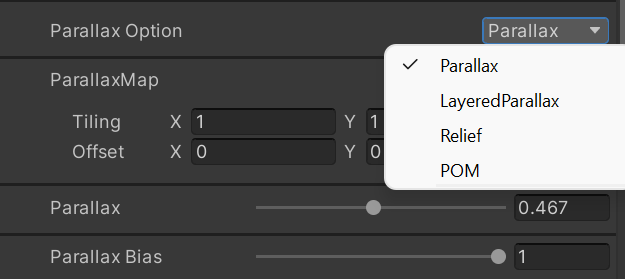 Parallax Option Parallax
Parallax
ParallaxMap
LayeredParallax
Tiling X 1 Y 1
Relief
Offset X 0 Y 0
POM
Parallax 0.467
Parallax Bias 1